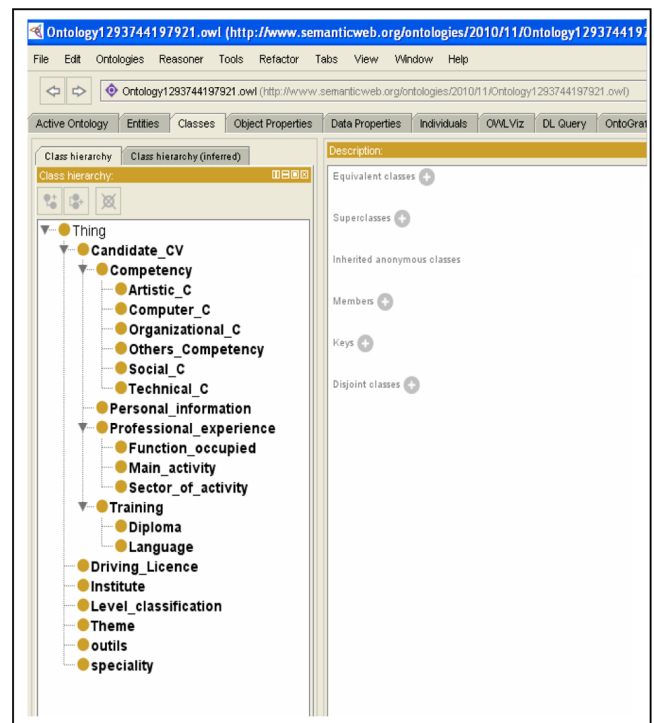 Ontology1293744197921.owl (http://www.semanticweb.org/ontologies/2010/11/Ontology12937441979
File Edit Ontologies Reasoner Tools Refactor Tabs View Window Help
Ontology1293744197921.owl (http://www.semanticweb.org/ontologies/2010/11/Ontology1293744197921.owl)
Active Ontology Entities Classes Object Properties Data Properties Individuals OWLViz DL Query OntoGraf
Class hierarchy Class hierarchy (inferred)
Class hierarchy:
Thing
Candidate_CV
Competency
Artistic_C
Computer_C
Organizational_C
Others_Competency
Social_C
Technical_C
Personal_information
Professional_experience
Function_occupied
Main_activity
Sector_of_activity
Training
Diploma
Language
Driving_Licence
Institute
Level_classification
Theme
outils
speciality
Description:
Equivalent classes
Superclasses
Inherited anonymous classes
Members
Keys
Disjoint classes